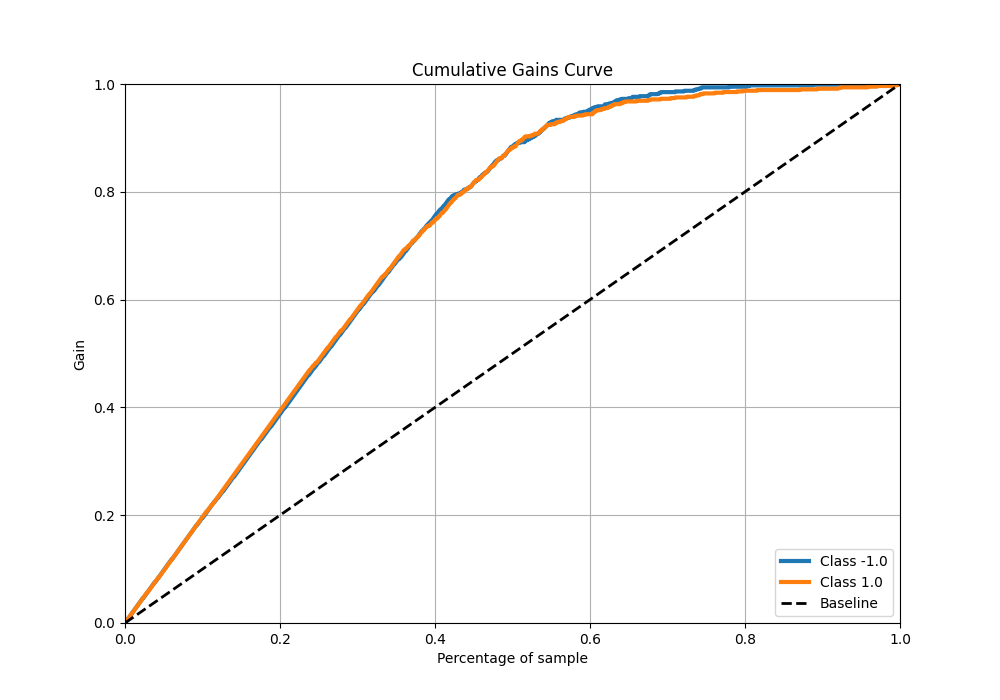 Cumulative Gains Curve
1.0
0.8
0.6
0.4
0.2
0.0
Gain
0.0 0.2 0.4 0.6 0.8 1.0
Percentage of sample
Class -1.0
Class 1.0
Baseline